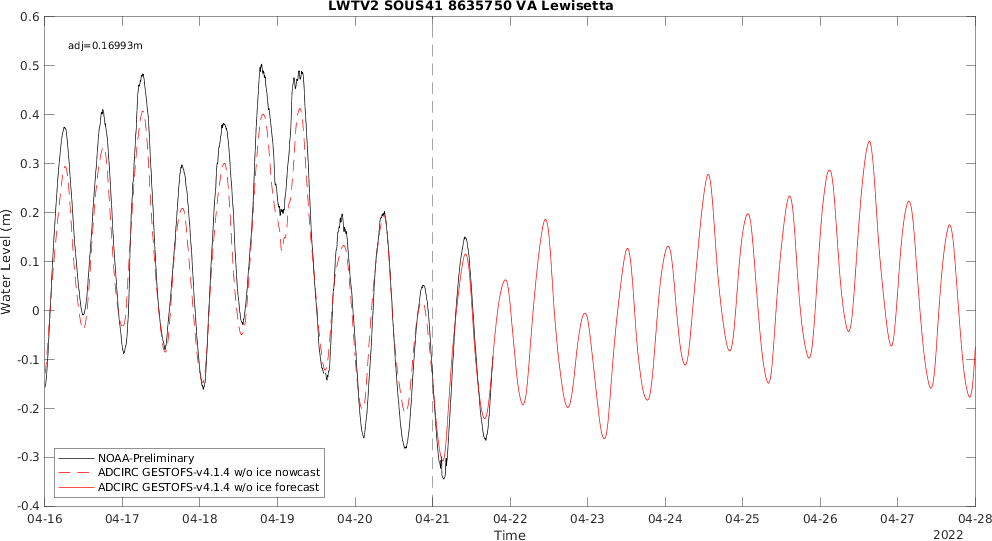 LWTV2 SOUS41 8635750 VA Lewisetta
adj=0.16993m
0.6
0.5
0.4
0.3
0.2
0.1
0
-0.1
-0.2
-0.3
-0.4
Water Level (m)
NOAA-Preliminary
ADCIRC GESTOFS-v4.1.4 w/o ice nowcast
ADCIRC GESTOFS-v4.1.4 w/o ice forecast
04-16 04-17 04-18 04-19 04-20 04-21 04-22 04-23 04-24 04-25 04-26 04-27 04-28
Time
2022